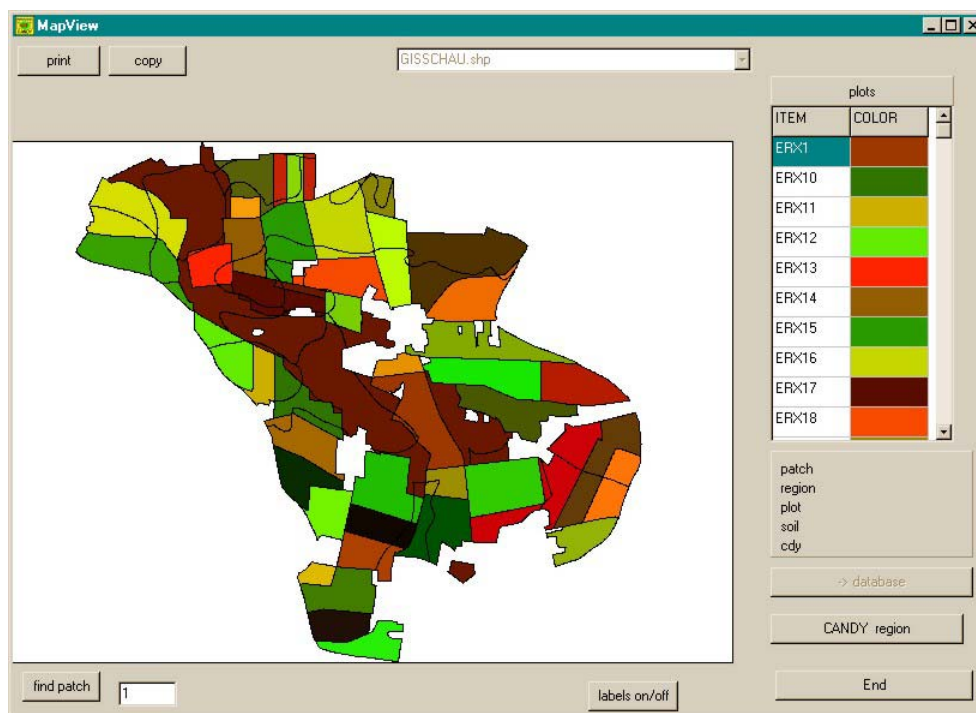 MapView
print
copy
GISSCHAU.shp
plots
ITEM COLOR
ERX1
ERX10
ERX11
ERX12
ERX13
ERX14
ERX15
ERX16
ERX17
ERX18
patch
region
plot
soil
cdy
-> database
CANDY region
find patch
1
labels on/off
End